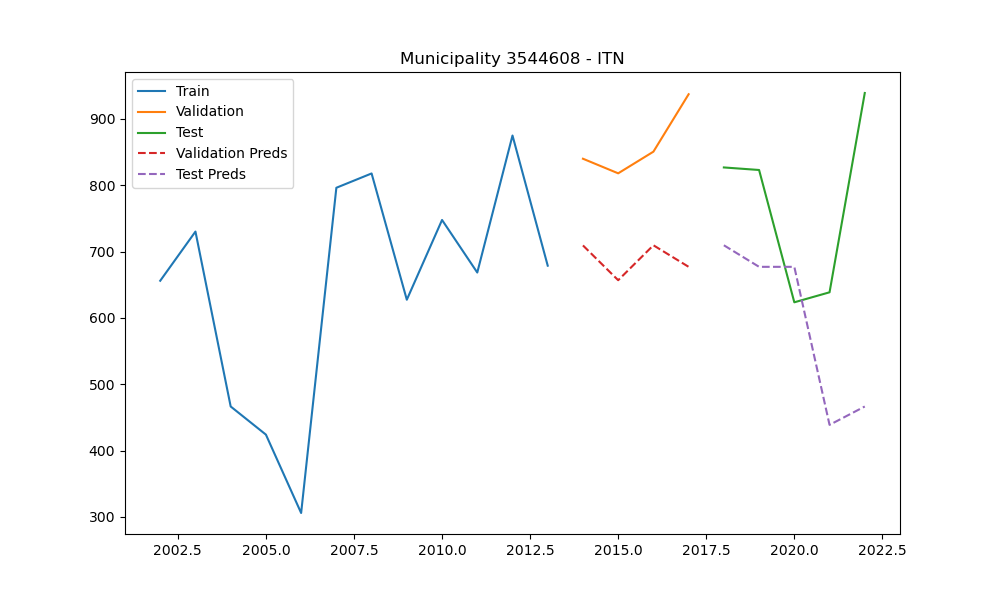 Municipality 3544608 - ITN
Train
Validation
Test
Validation Preds
Test Preds
900
800
700
600
500
400
300
2002.5 2005.0 2007.5 2010.0 2012.5 2015.0 2017.5 2020.0 2022.5